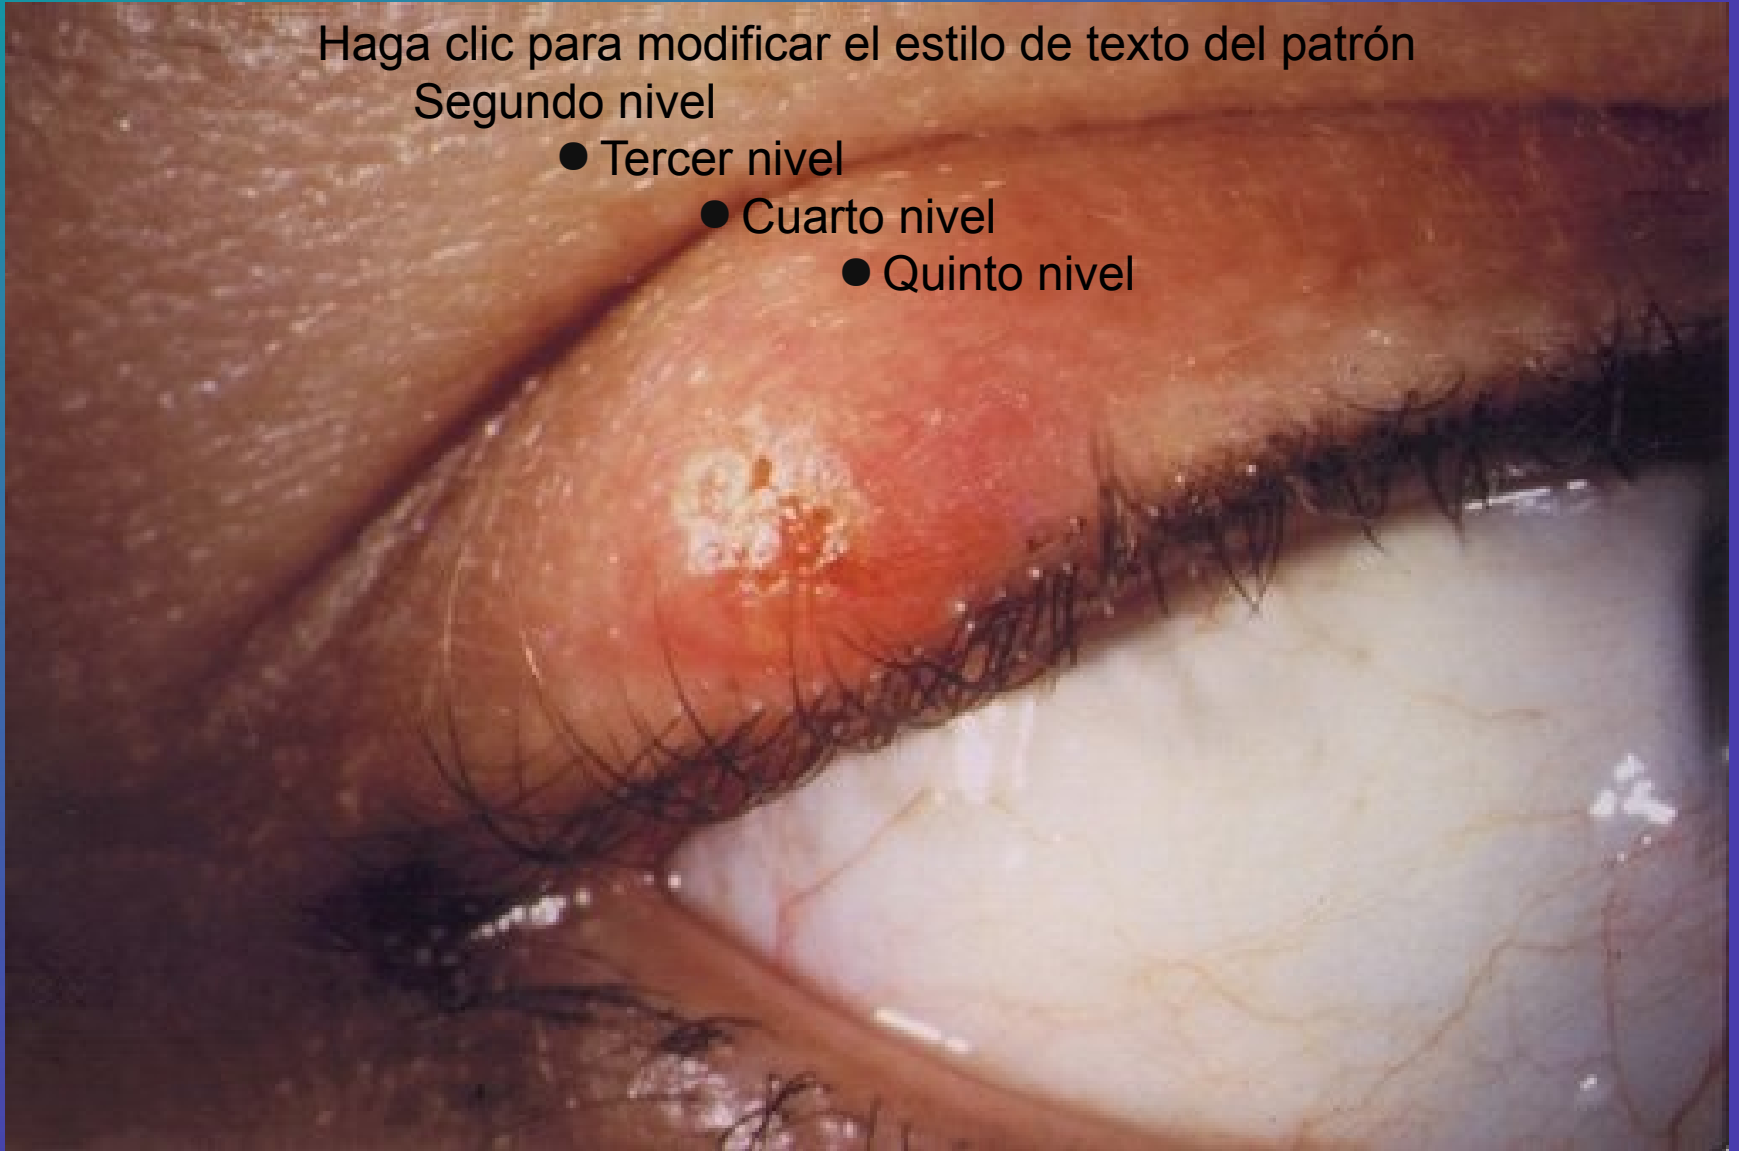 Haga clic para modificar el estilo de texto del patrón
Segundo nivel
● Tercer nivel
● Cuarto nivel
● Quinto nivel